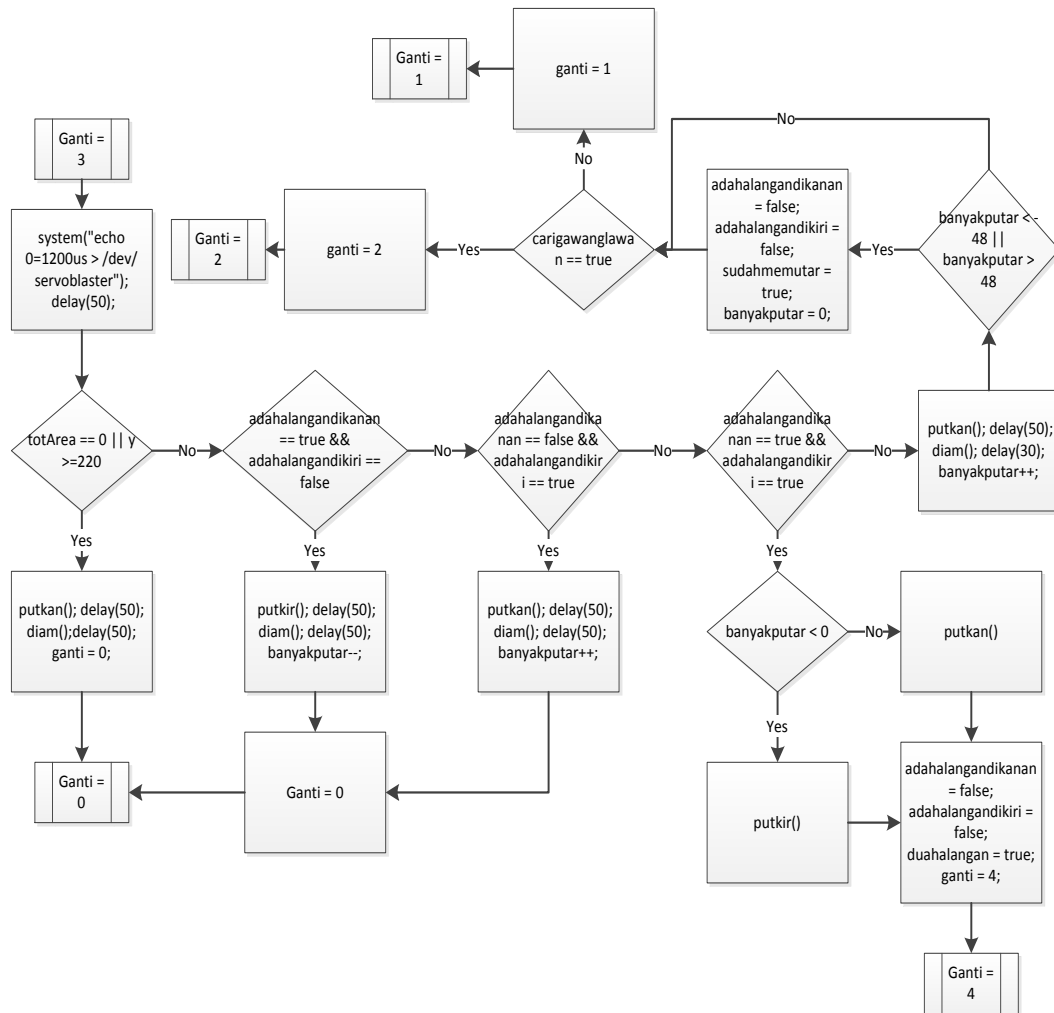 Ganti =
1
ganti = 1
Ganti =
3
No
No
adahalangandikanan
= false;
adahalangandikiri =
false;
sudahmemutar =
true;
banyakputar = 0;
banyakputar < -
48 ||
banyakputar >
48
Yes
system("echo
0=1200us > /dev/
servoblaster");
delay(50);
Ganti =
2
ganti = 2
Yes
carigawanglawa
n == true
totArea == 0 || y
>=220
No
adahalangandikanan
== true &&
adahalangandikiri ==
false
No
adahalangandika
nan == false &&
adahalangandikir
i == true
No
adahalangandika
nan == true &&
adahalangandikir
i == true
No
putkan(); delay(50);
diam(); delay(30);
banyakputar++;
Yes
Yes
Yes
Yes
putkan(); delay(50);
diam();delay(50);
ganti = 0;
putkir(); delay(50);
diam(); delay(50);
banyakputar--;
putkan(); delay(50);
diam(); delay(50);
banyakputar++;
banyakputar < 0
No
putkan()
Yes
Ganti =
0
Ganti = 0
putkir()
adahalangandikanan
= false;
adahalangandikiri =
false;
duahalangan = true;
ganti = 4;
Ganti =
4